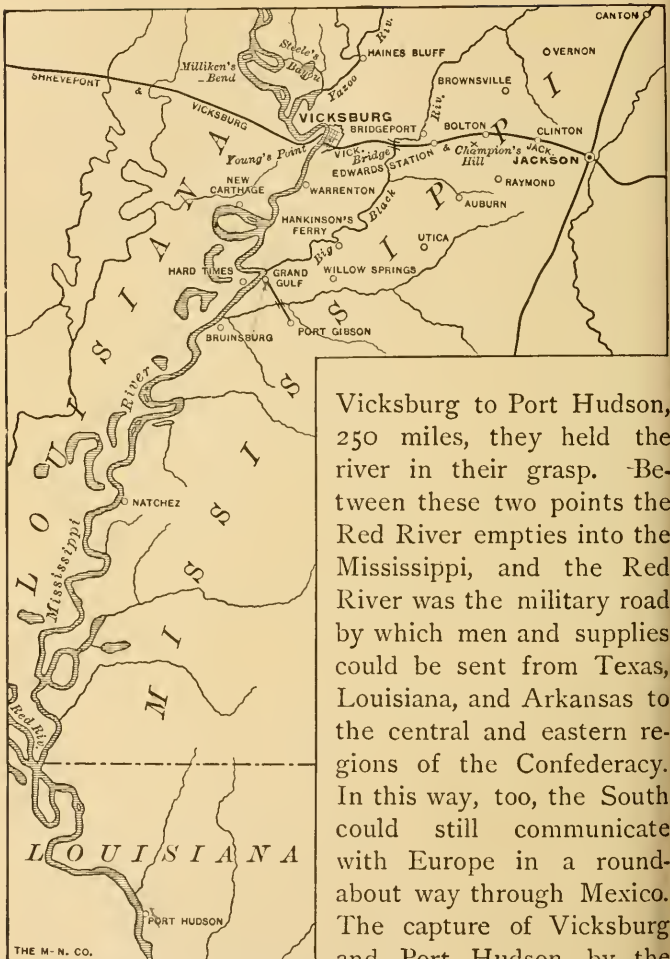 CANTON
Steele's
Bayou
Riv.
HAINES BLUFF
VERNON
Milliken's
Bend
Yazoo
SHREVEPORT
&
VICKSBURG
BROWNSVILLE
VICKSBURG
BRIDGEPORT
Riv.
BOLTON
CLINTON
Young's Point
VICK.
Bridge
EDWARDS STATION
&
Champion's
Hill
JACK.
JACKSON
NEW
CARTHAGE
WARRENTON
RAYMOND
Black
AUBURN
HANKINSON'S
FERRY
Big
UTICA
HARD TIMES
GRAND
GULF
WILLOW SPRINGS
BRUINSBURG
PORT GIBSON
River
LOUISIANA
MISSISSIPPI
NATCHEZ
Mississippi
Red Riv.
LOUISIANA
PORT HUDSON
THE M-N. CO.
Vicksburg to Port Hudson,
250 miles, they held the
river in their grasp. -Be-
tween these two points the
Red River empties into the
Mississippi, and the Red
River was the military road
by which men and supplies
could be sent from Texas,
Louisiana, and Arkansas to
the central and eastern re-
gions of the Confederacy.
In this way, too, the South
could still communicate
with Europe in a round-
about way through Mexico.
The capture of Vicksburg
and Port Hudson by the